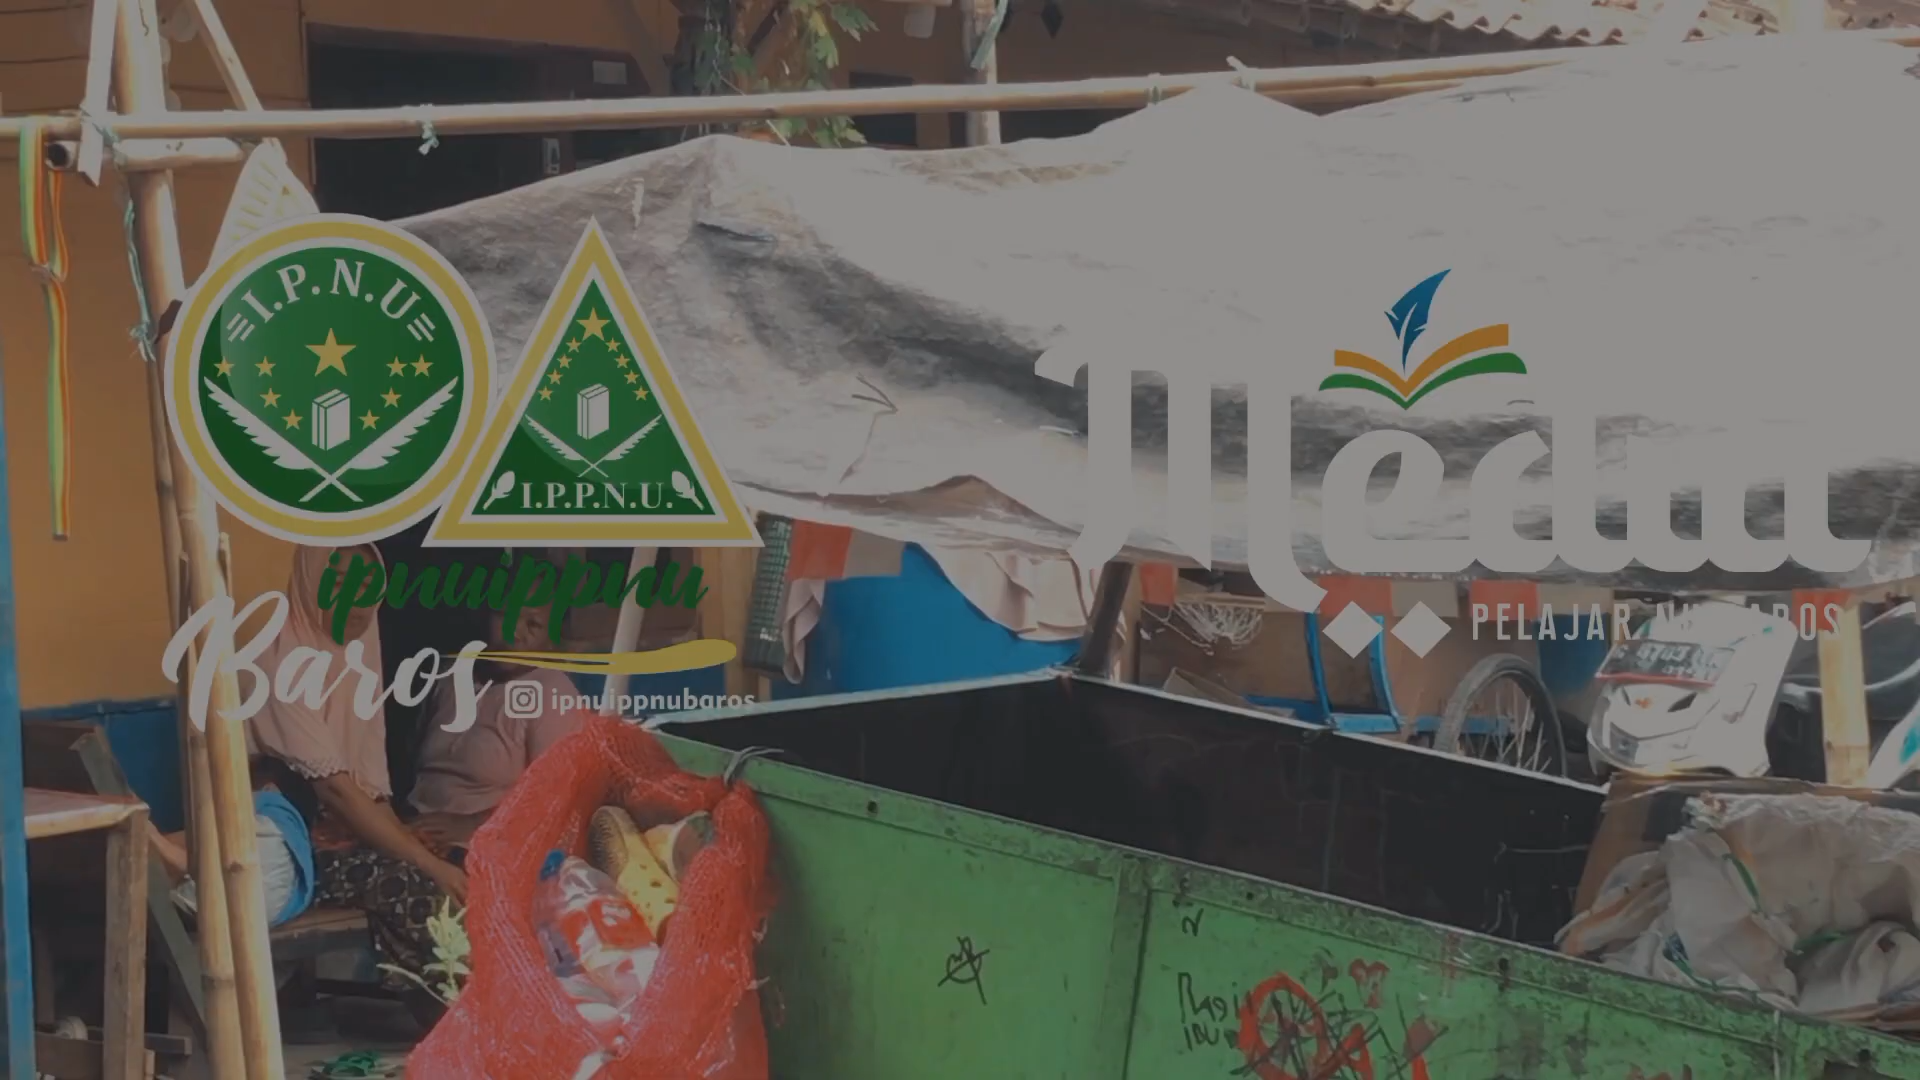 I.P.N.U
I.P.P.N.U.
ipnuippnu
Baros
ipnuippnubaros
Media
PELAJAR NU BAROS